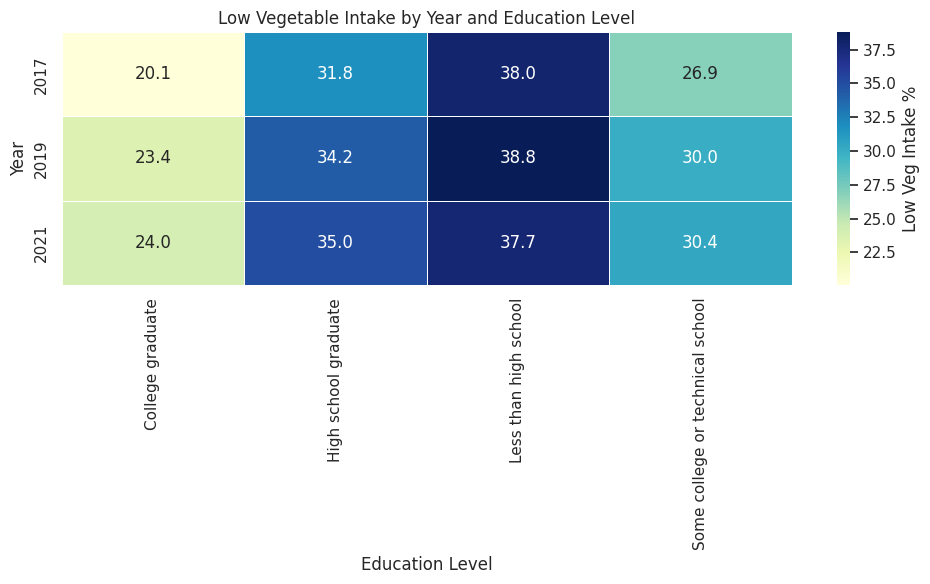 Low Vegetable Intake by Year and Education Level
Year
2017
20.1 31.8 38.0 26.9
2019
23.4 34.2 38.8 30.0
2021
24.0 35.0 37.7 30.4
College graduate
High school graduate
Less than high school
Some college or technical school
Education Level
37.5
35.0
32.5
30.0
27.5
25.0
22.5
Low Veg Intake %